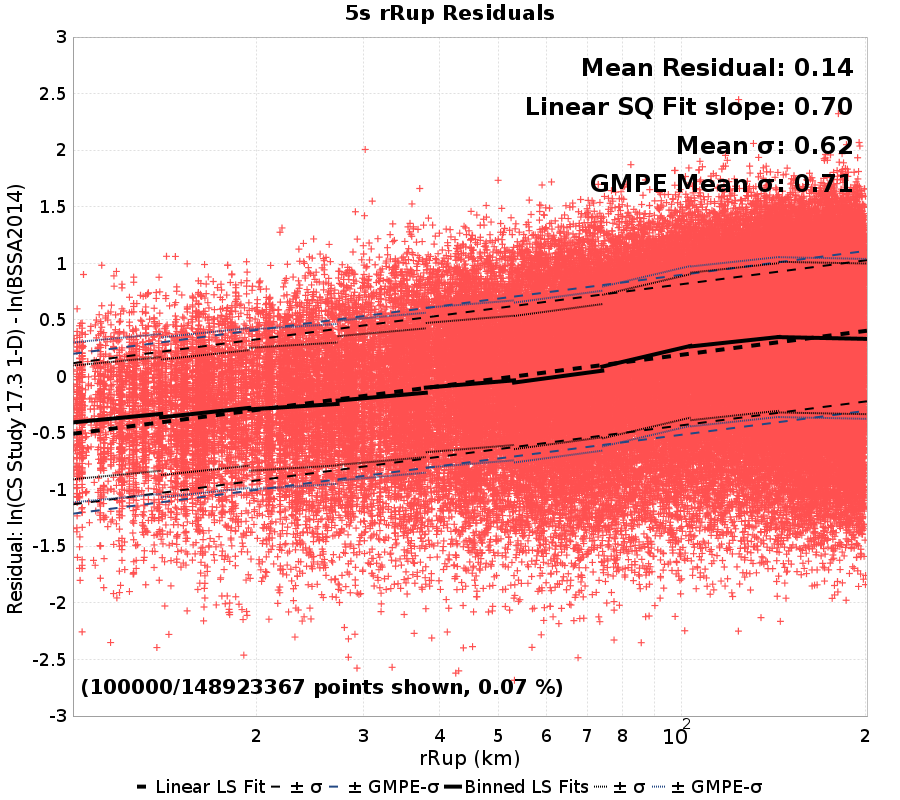 5s rRup Residuals
Mean Residual: 0.14
Linear SQ Fit slope: 0.70
Mean σ: 0.62
GMPE Mean σ: 0.71
3
2.5
2
1.5
1
0.5
0
-0.5
-1
-1.5
-2
-2.5
-3
Residual: ln(CS Study 17.3 1-D) - ln(BSSA2014)
(100000/148923367 points shown, 0.07 %)
2 3 4 5 6 7 8 10² 2
rRup (km)
Linear LS Fit ± σ ± GMPE-σ Binned LS Fits ± σ ± GMPE-σ